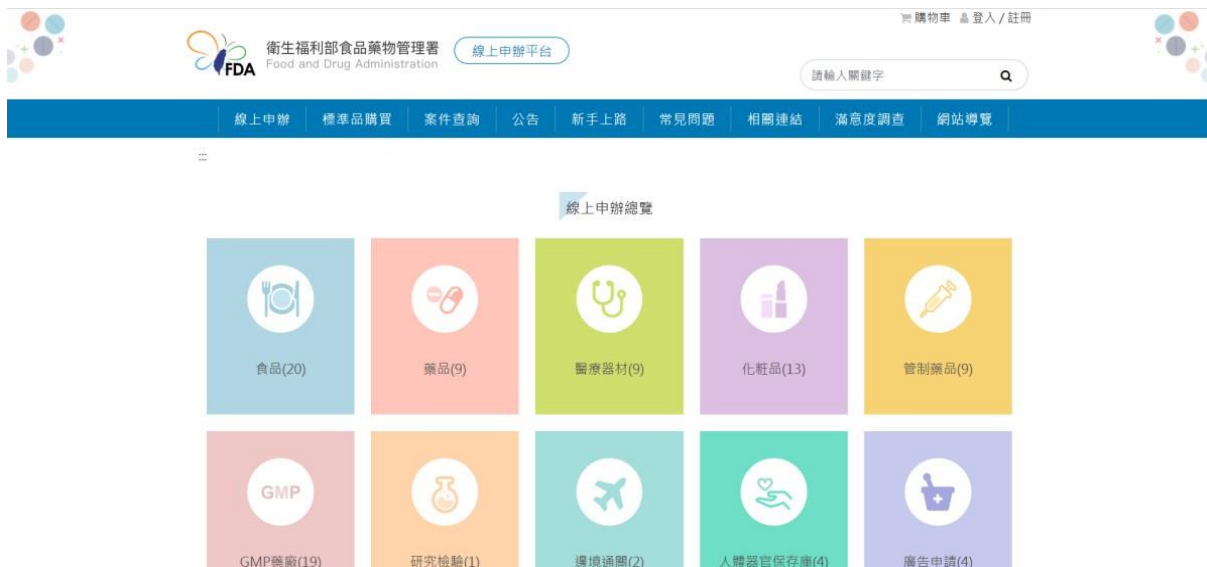 購物車 登入 / 註冊
衛生福利部食品藥物管理署
Food and Drug Administration
FDA
線上申辦平台
請輸入關鍵字
線上申辦 標準品購買 案件查詢 公告 新手上路 常見問題 相關連結 滿意度調查 網站導覽
:::
線上申辦總覽
食品(20) 藥品(9) 醫療器材(9) 化粧品(13) 管制藥品(9)
GMP
GMP藥廠(19) 研究檢驗(1) 邊境通關(2) 人體器官保存庫(4) 廣告申請(4)